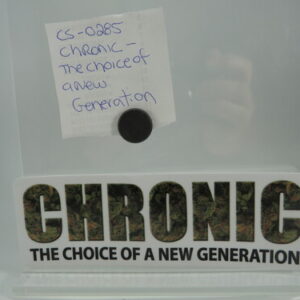 CS-0285
CHRONIC -
The choice of
a new
Generation
CHRONIC
THE CHOICE OF A NEW GENERATION